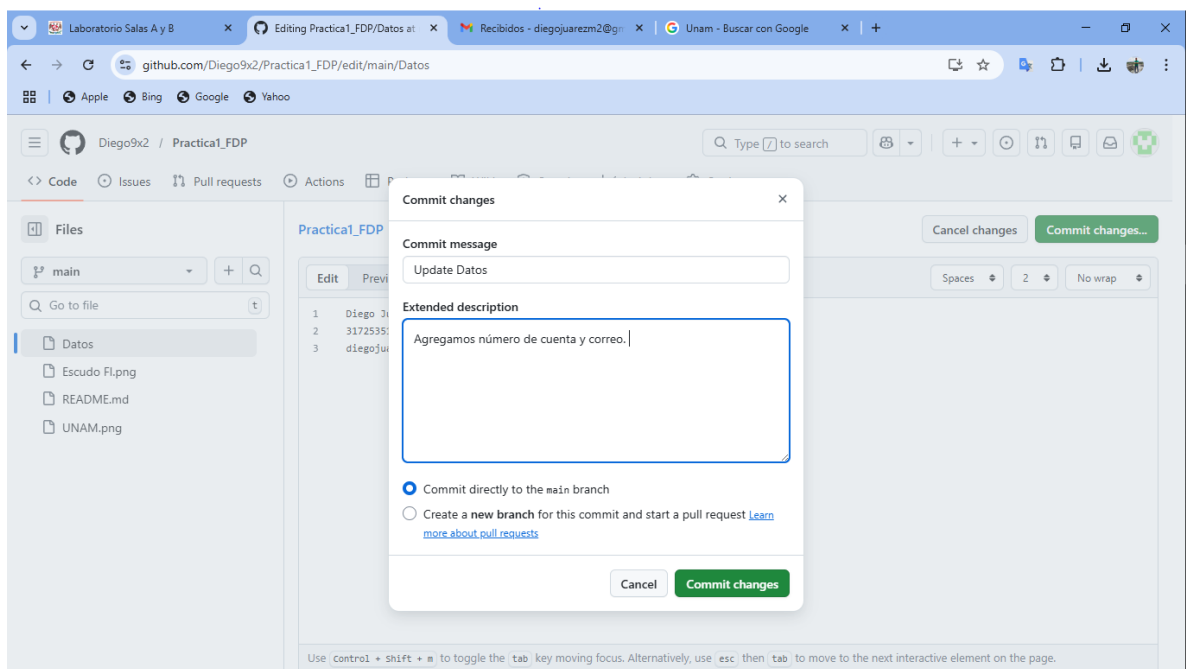 Laboratorio Salas A y B
Editing Practica1_FDP/Datos at
Recibidos - diegojuarezm2@gm
Unam - Buscar con Google
github.com/Diego9x2/Practica1_FDP/edit/main/Datos
Apple Bing Google Yahoo
Diego9x2 / Practica1_FDP
Type / to search
Code Issues Pull requests Actions
Files
Practica1_FDP
Cancel changes
Commit changes...
main
Go to file
t
Edit
Previ
Spaces
2
No wrap
Datos
Escudo FI.png
README.md
UNAM.png
1 Diego Ju
2 31725351
3 diegojua
Commit changes
Commit message
Update Datos
Extended description
Agregamos número de cuenta y correo.
Commit directly to the main branch
Create a new branch for this commit and start a pull request Learn
more about pull requests
Cancel
Commit changes
Use Control + Shift + m to toggle the tab key moving focus. Alternatively, use esc then tab to move to the next interactive element on the page.